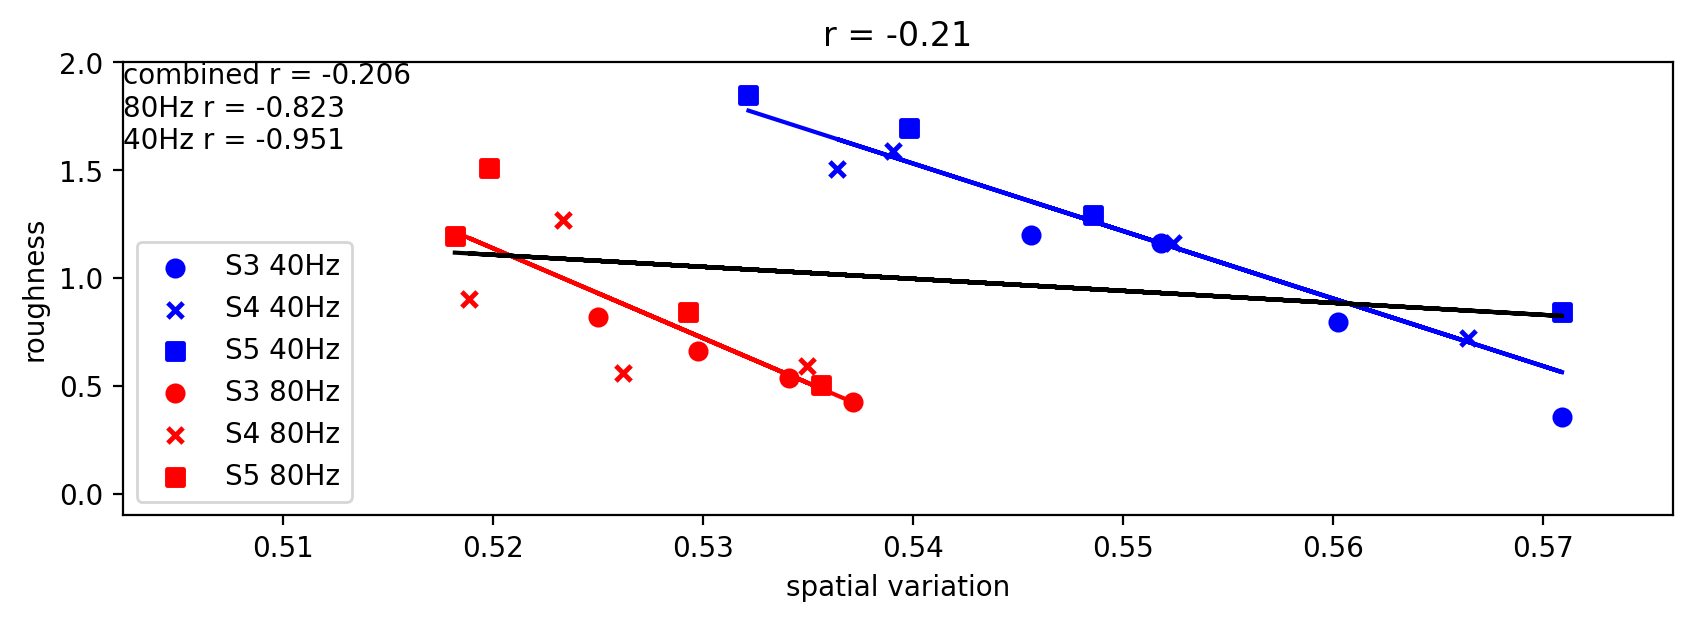 r = -0.21
combined r = -0.206
80Hz r = -0.823
40Hz r = -0.951
roughness
2.0
1.5
1.0
0.5
0.0
S3 40Hz
S4 40Hz
S5 40Hz
S3 80Hz
S4 80Hz
S5 80Hz
0.51 0.52 0.53 0.54 0.55 0.56 0.57
spatial variation